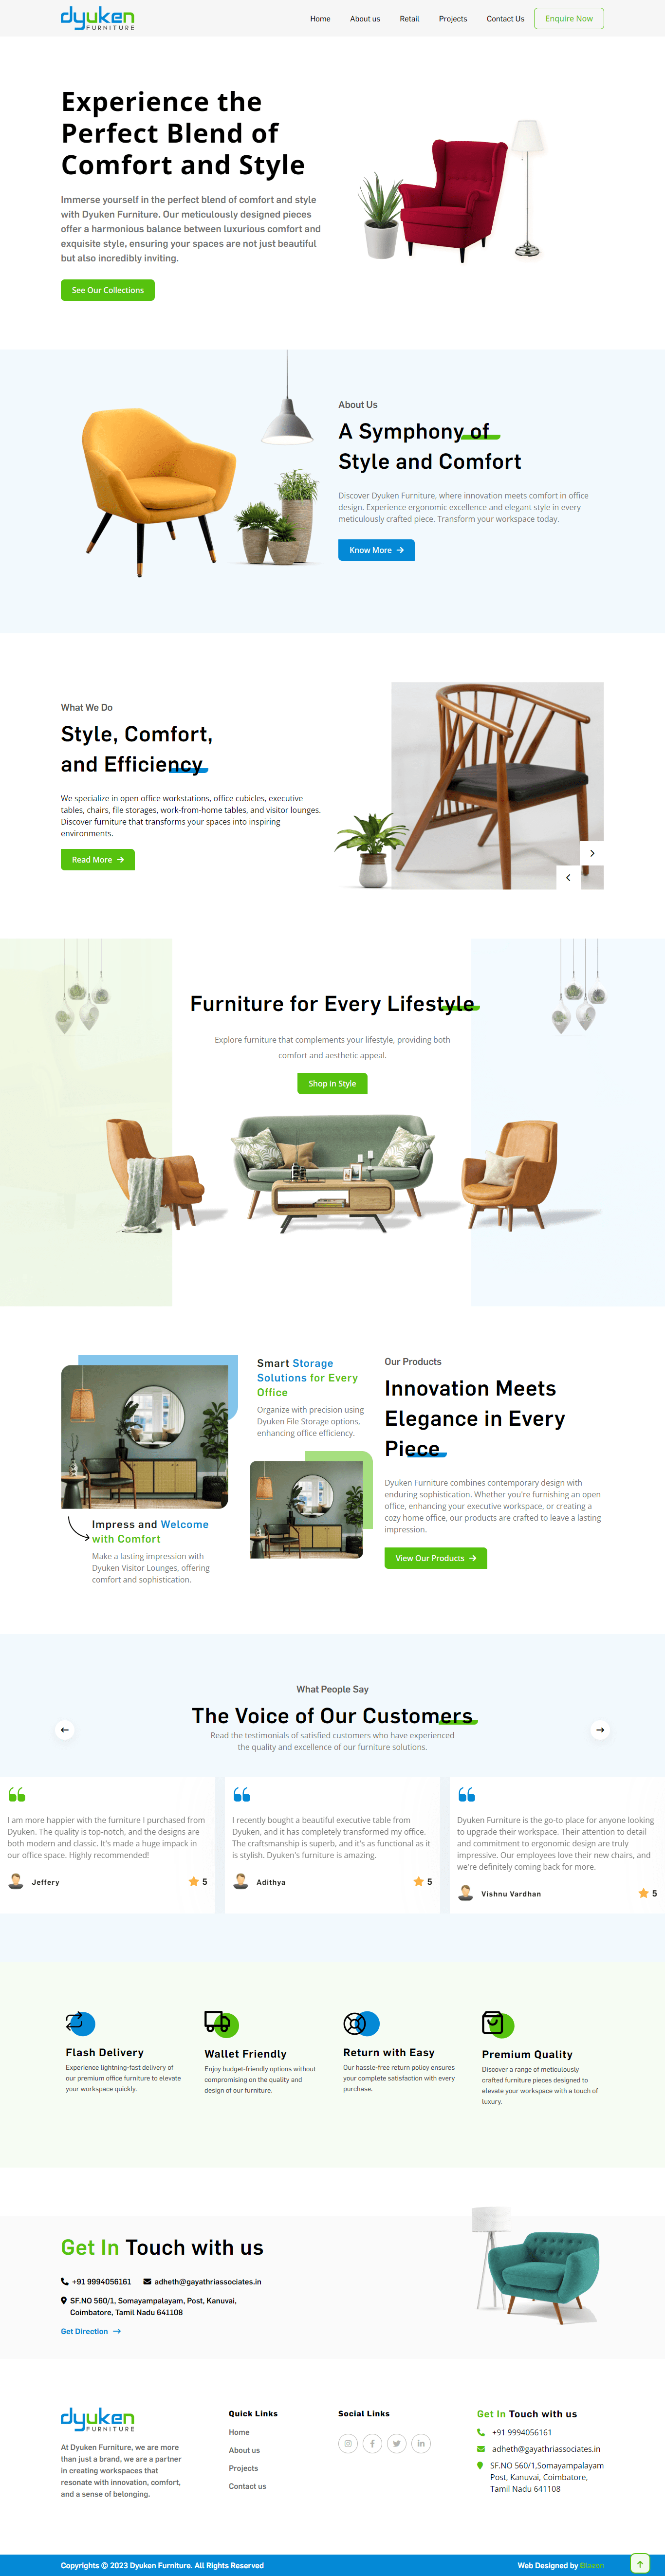 dyuken
FURNITURE
Home
About us
Retail
Projects
Contact Us
Enquire Now
Experience the
Perfect Blend of
Comfort and Style
Immerse yourself in the perfect blend of comfort and style
with Dyuken Furniture. Our meticulously designed pieces
offer a harmonious balance between luxurious comfort and
exquisite style, ensuring your spaces are not just beautiful
but also incredibly inviting.
See Our Collections
About Us
A Symphony of
Style and Comfort
Discover Dyuken Furniture, where innovation meets comfort in office
design. Experience ergonomic excellence and elegant style in every
meticulously crafted piece. Transform your workspace today.
Know More
What We Do
Style, Comfort,
and Efficiency
We specialize in open office workstations, office cubicles, executive
tables, chairs, file storages, work-from-home tables, and visitor lounges.
Discover furniture that transforms your spaces into inspiring
environments.
Read More
Furniture for Every Lifestyle
Explore furniture that complements your lifestyle, providing both
comfort and aesthetic appeal.
Shop in Style
Smart Storage
Solutions for Every
Office
Organize with precision using
Dyuken File Storage options,
enhancing office efficiency.
Impress and Welcome
with Comfort
Make a lasting impression with
Dyuken Visitor Lounges, offering
comfort and sophistication.
Our Products
Innovation Meets
Elegance in Every
Piece
Dyuken Furniture combines contemporary design with
enduring sophistication. Whether you're furnishing an open
office, enhancing your executive workspace, or creating a
cozy home office, our products are crafted to leave a lasting
impression.
View Our Products
What People Say
The Voice of Our Customers
Read the testimonials of satisfied customers who have experienced
the quality and excellence of our furniture solutions.
I am more happier with the furniture I purchased from
Dyuken. The quality is top-notch, and the designs are
both modern and classic. It's made a huge impact in
our office space. Highly recommended!
Jeffery
5
I recently bought a beautiful executive table from
Dyuken, and it has completely transformed my office.
The craftsmanship is superb, and it's as functional as it
is stylish. Dyuken's furniture is amazing.
Adithya
5
Dyuken Furniture is the go-to place for anyone looking
to upgrade their workspace. Their attention to detail
and commitment to ergonomic design are truly
impressive. Our employees love their new chairs, and
we're definitely coming back for more.
Vishnu Vardhan
5
Flash Delivery
Experience lightning-fast delivery of
our premium office furniture to elevate
your workspace quickly.
Wallet Friendly
Enjoy budget-friendly options without
compromising on the quality and
design of our furniture.
Return with Easy
Our hassle-free return policy ensures
your complete satisfaction with every
purchase.
Premium Quality
Discover a range of meticulously
crafted furniture pieces designed to
elevate your workspace with a touch of
luxury.
Get In Touch with us
+91 9994056161
adheth@gayathriassociates.in
SF.NO 560/1, Somayampalayam, Post, Kanuvai,
Coimbatore, Tamil Nadu 641108
Get Direction
dyuken
FURNITURE
At Dyuken Furniture, we are more
than just a brand, we are a partner
in creating workspaces that
resonate with innovation, comfort,
and a sense of belonging.
Quick Links
Home
About us
Projects
Contact us
Social Links
Get In Touch with us
+91 9994056161
adheth@gayathriassociates.in
SF.NO 560/1,Somayampalayam
Post, Kanuvai, Coimbatore,
Tamil Nadu 641108
Copyrights © 2023 Dyuken Furniture. All Rights Reserved
Web Designed by Blazon